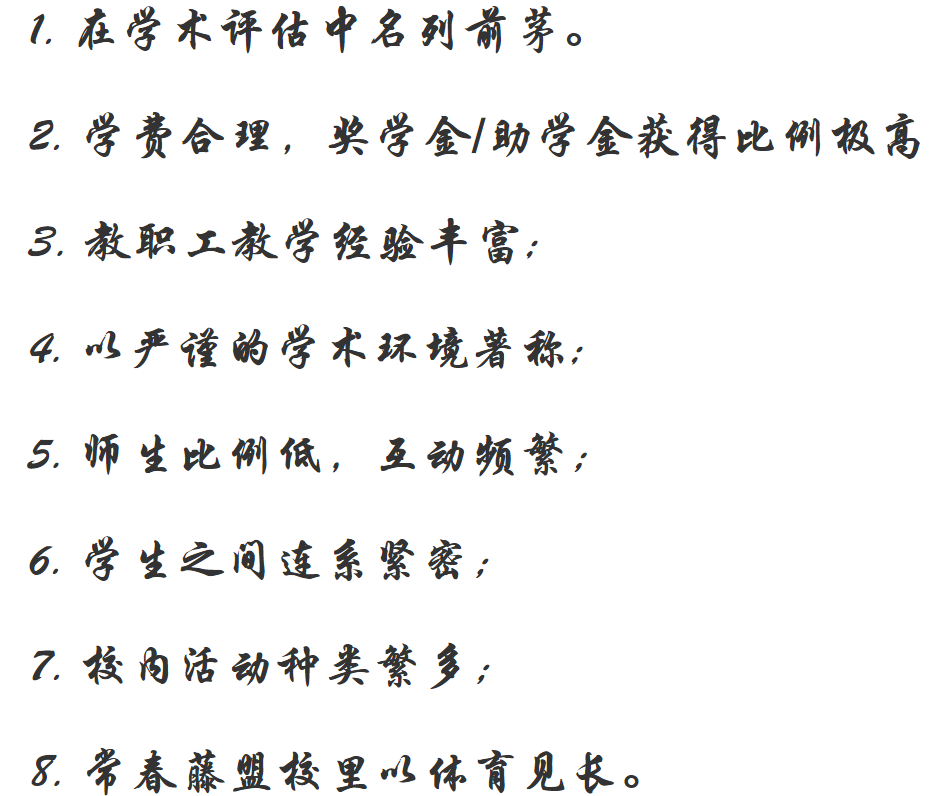 1. 在学术评估中名列前茅。
2. 学费合理，奖学金/助学金获得比例极高
3. 教职工教学经验丰富；
4. 以严谨的学术环境著称；
5. 师生比例低，互动频繁；
6. 学生之间连系紧密；
7. 校内活动种类繁多；
8. 常春藤盟校里以体育见长。